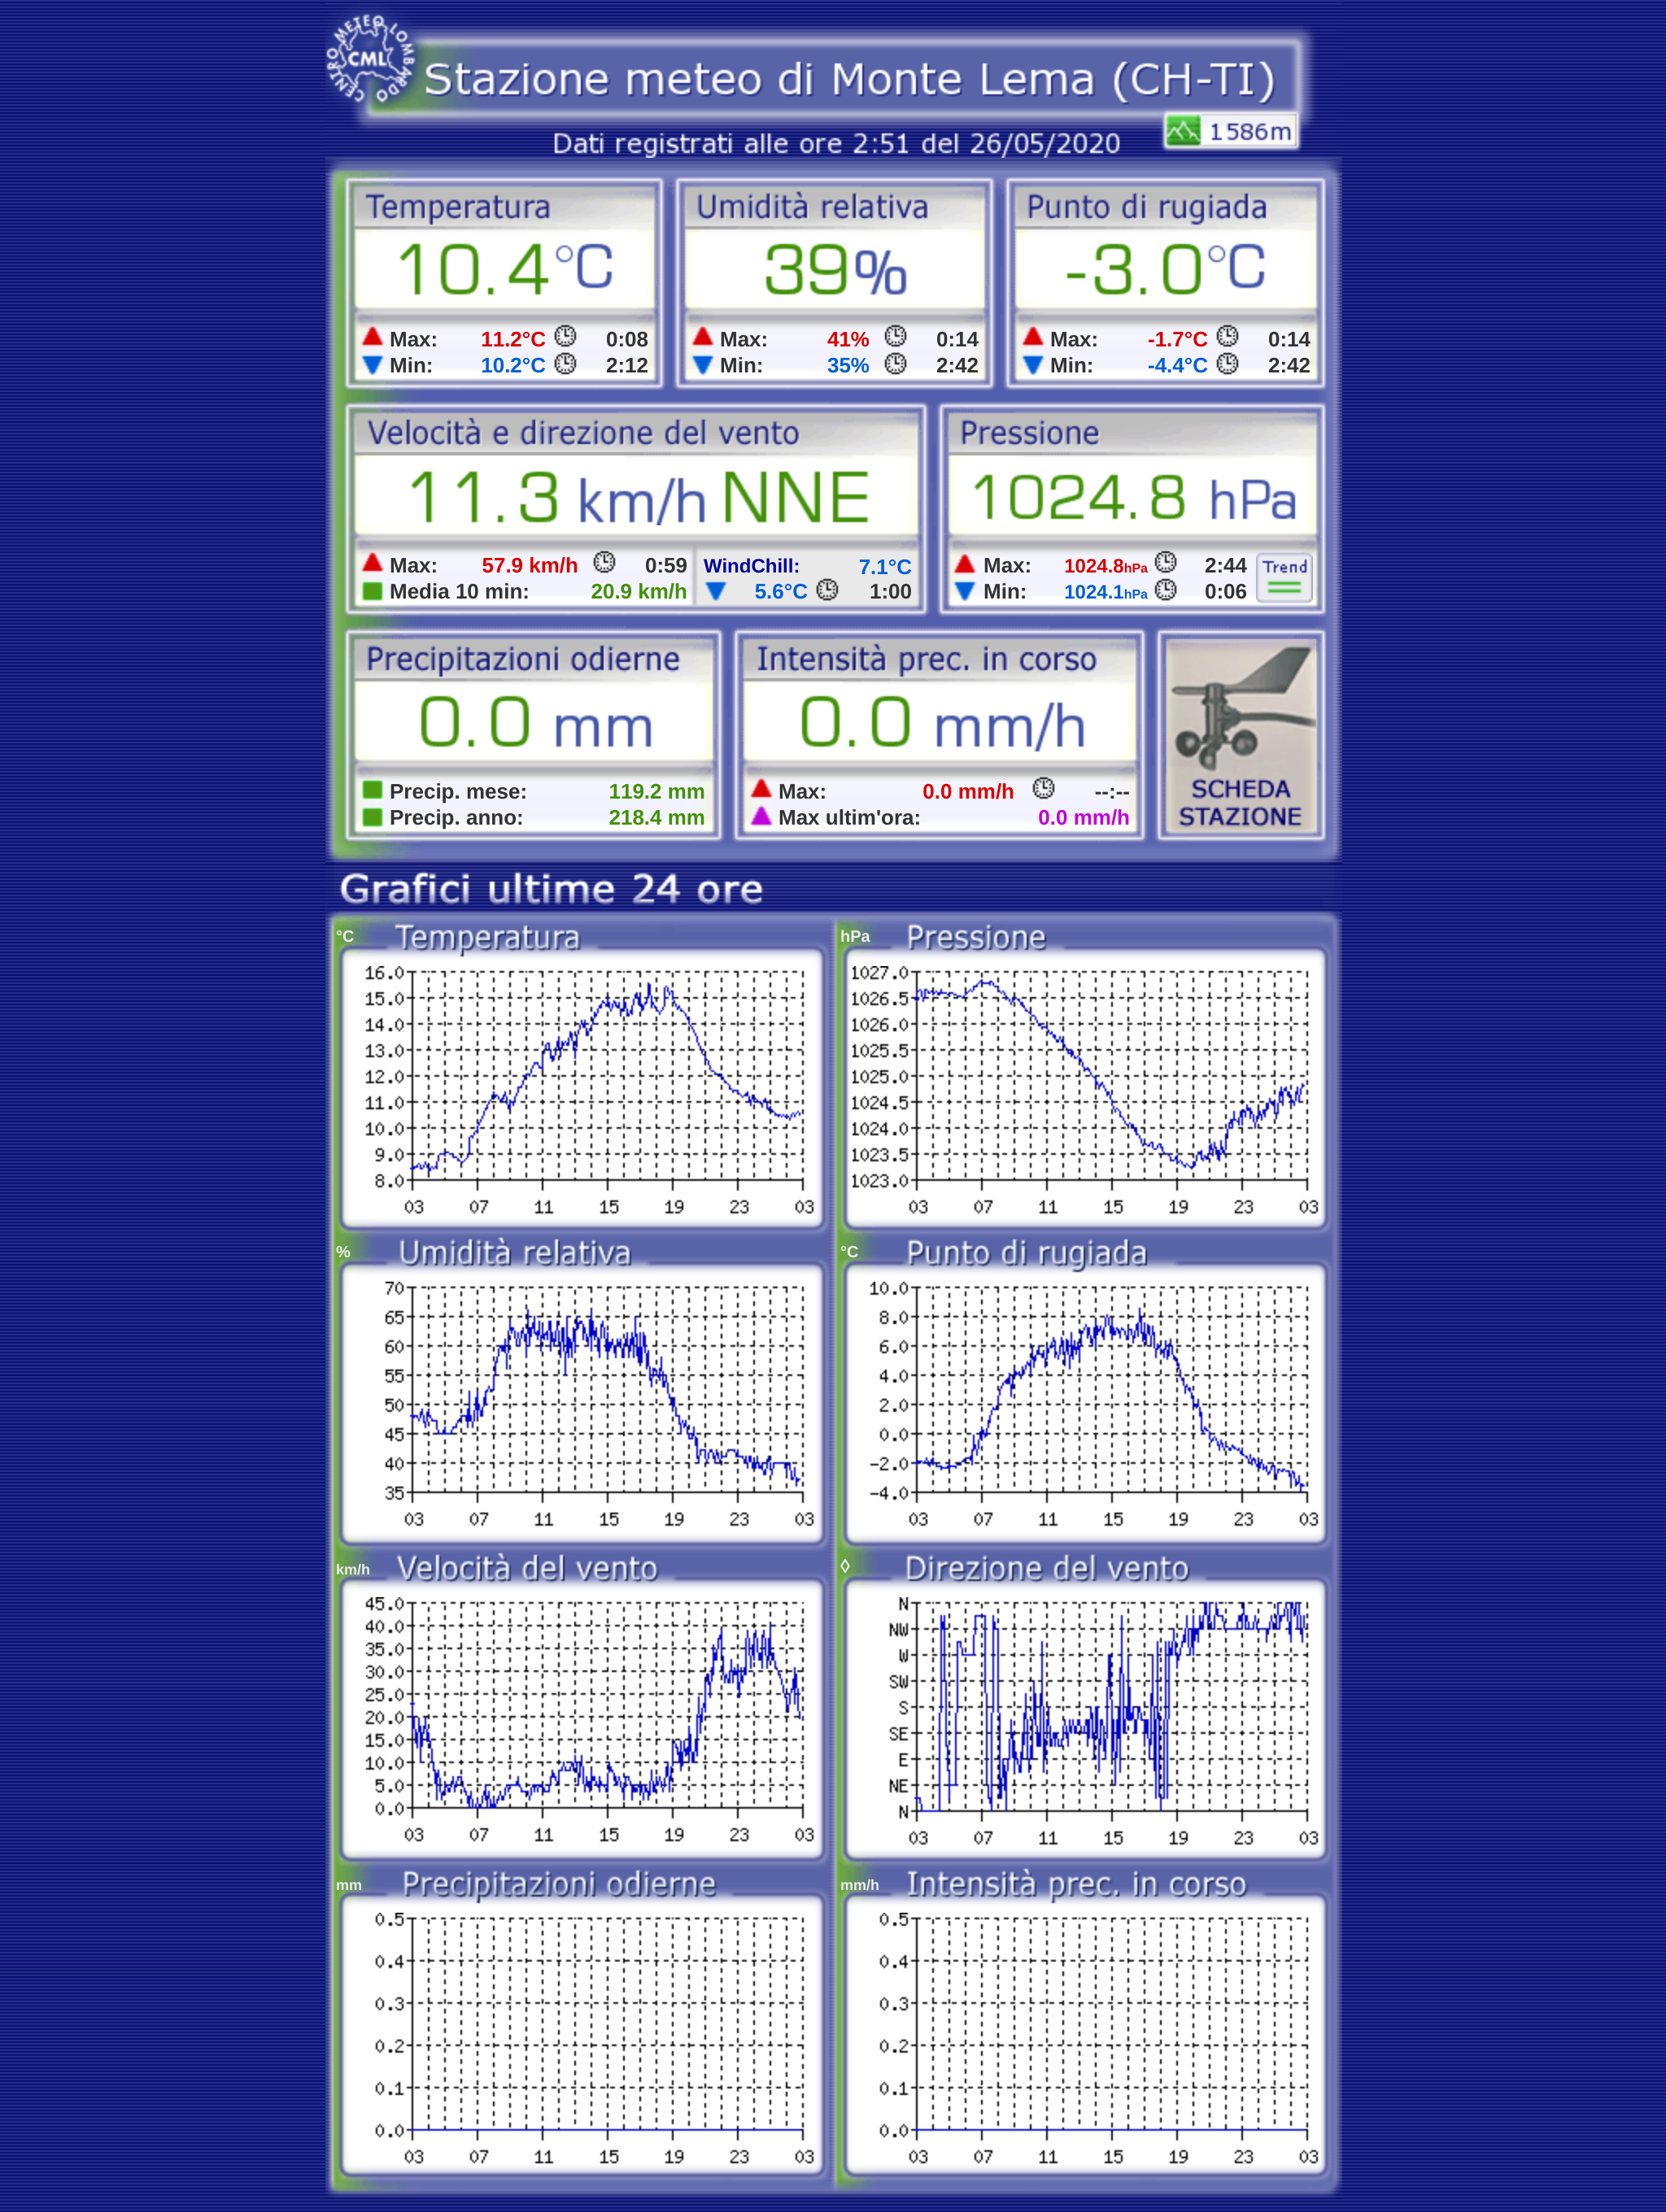 CENTRO METEO LOMBARDO
CML
Stazione meteo di Monte Lema (CH-TI)
1586m
Dati registrati alle ore 2:51 del 26/05/2020
Temperatura Umidità relativa Punto di rugiada
10.4°C 39% -3.0°C
Max: 11.2°C 0:08 Max: 41% 0:14 Max: -1.7°C 0:14
Min: 10.2°C 2:12 Min: 35% 2:42 Min: -4.4°C 2:42
Velocità e direzione del vento Pressione
11.3 km/h NNE 1024.8 hPa
Max: 57.9 km/h 0:59 WindChill: 7.1°C Max: 1024.8hPa 2:44 Trend
Media 10 min: 20.9 km/h 5.6°C 1:00 Min: 1024.1hPa 0:06
Precipitazioni odierne Intensità prec. in corso
0.0 mm 0.0 mm/h
Precip. mese: 119.2 mm Max: 0.0 mm/h --:-- SCHEDA
Precip. anno: 218.4 mm Max ultim'ora: 0.0 mm/h STAZIONE
Grafici ultime 24 ore
°C Temperatura
16.0
15.0
14.0
13.0
12.0
11.0
10.0
9.0
8.0
03 07 11 15 19 23 03
hPa Pressione
1027.0
1026.5
1026.0
1025.5
1025.0
1024.5
1024.0
1023.5
1023.0
03 07 11 15 19 23 03
% Umidità relativa
70
65
60
55
50
45
40
35
03 07 11 15 19 23 03
°C Punto di rugiada
10.0
8.0
6.0
4.0
2.0
0.0
-2.0
-4.0
03 07 11 15 19 23 03
km/h Velocità del vento
45.0
40.0
35.0
30.0
25.0
20.0
15.0
10.0
5.0
0.0
03 07 11 15 19 23 03
◊ Direzione del vento
N
NW
W
SW
S
SE
E
NE
N
03 07 11 15 19 23 03
mm Precipitazioni odierne
0.5
0.4
0.3
0.2
0.1
0.0
03 07 11 15 19 23 03
mm/h Intensità prec. in corso
0.5
0.4
0.3
0.2
0.1
0.0
03 07 11 15 19 23 03